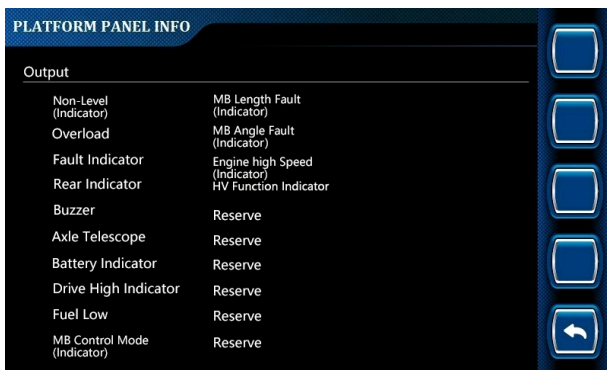 PLATFORM PANEL INFO
Output
Non-Level
(Indicator)
Overload
Fault Indicator
Rear Indicator
Buzzer
Axle Telescope
Battery Indicator
Drive High Indicator
Fuel Low
MB Control Mode
(Indicator)
MB Length Fault
(Indicator)
MB Angle Fault
(Indicator)
Engine high Speed
(Indicator)
HV Function Indicator
Reserve
Reserve
Reserve
Reserve
Reserve
Reserve